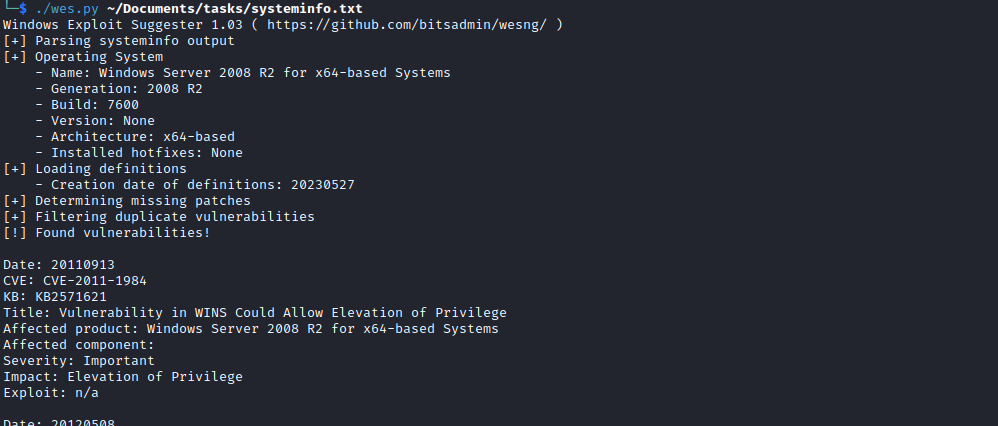 └─$ ./wes.py ~/Documents/tasks/systeminfo.txt
Windows Exploit Suggester 1.03 ( https://github.com/bitsadmin/wesng/ )
[+] Parsing systeminfo output
[+] Operating System
    - Name: Windows Server 2008 R2 for x64-based Systems
    - Generation: 2008 R2
    - Build: 7600
    - Version: None
    - Architecture: x64-based
    - Installed hotfixes: None
[+] Loading definitions
    - Creation date of definitions: 20230527
[+] Determining missing patches
[+] Filtering duplicate vulnerabilities
[!] Found vulnerabilities!
Date: 20110913
CVE: CVE-2011-1984
KB: KB2571621
Title: Vulnerability in WINS Could Allow Elevation of Privilege
Affected product: Windows Server 2008 R2 for x64-based Systems
Affected component:
Severity: Important
Impact: Elevation of Privilege
Exploit: n/a
Date: 20120508